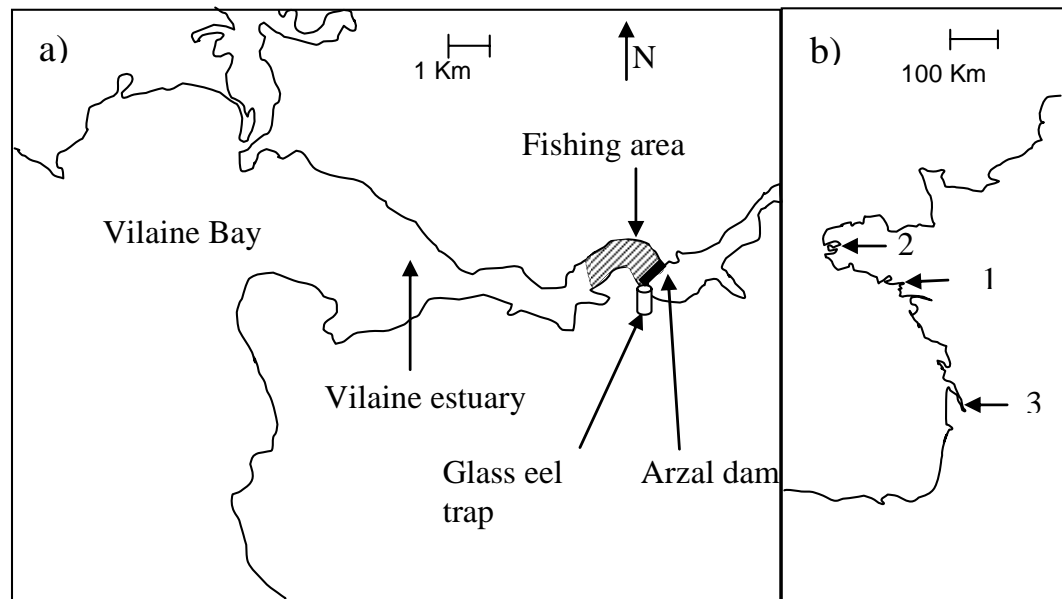 a)
1 Km
N
Fishing area
Vilaine Bay
Vilaine estuary
Glass eel
trap
Arzal dam
b)
100 Km
2
1
3